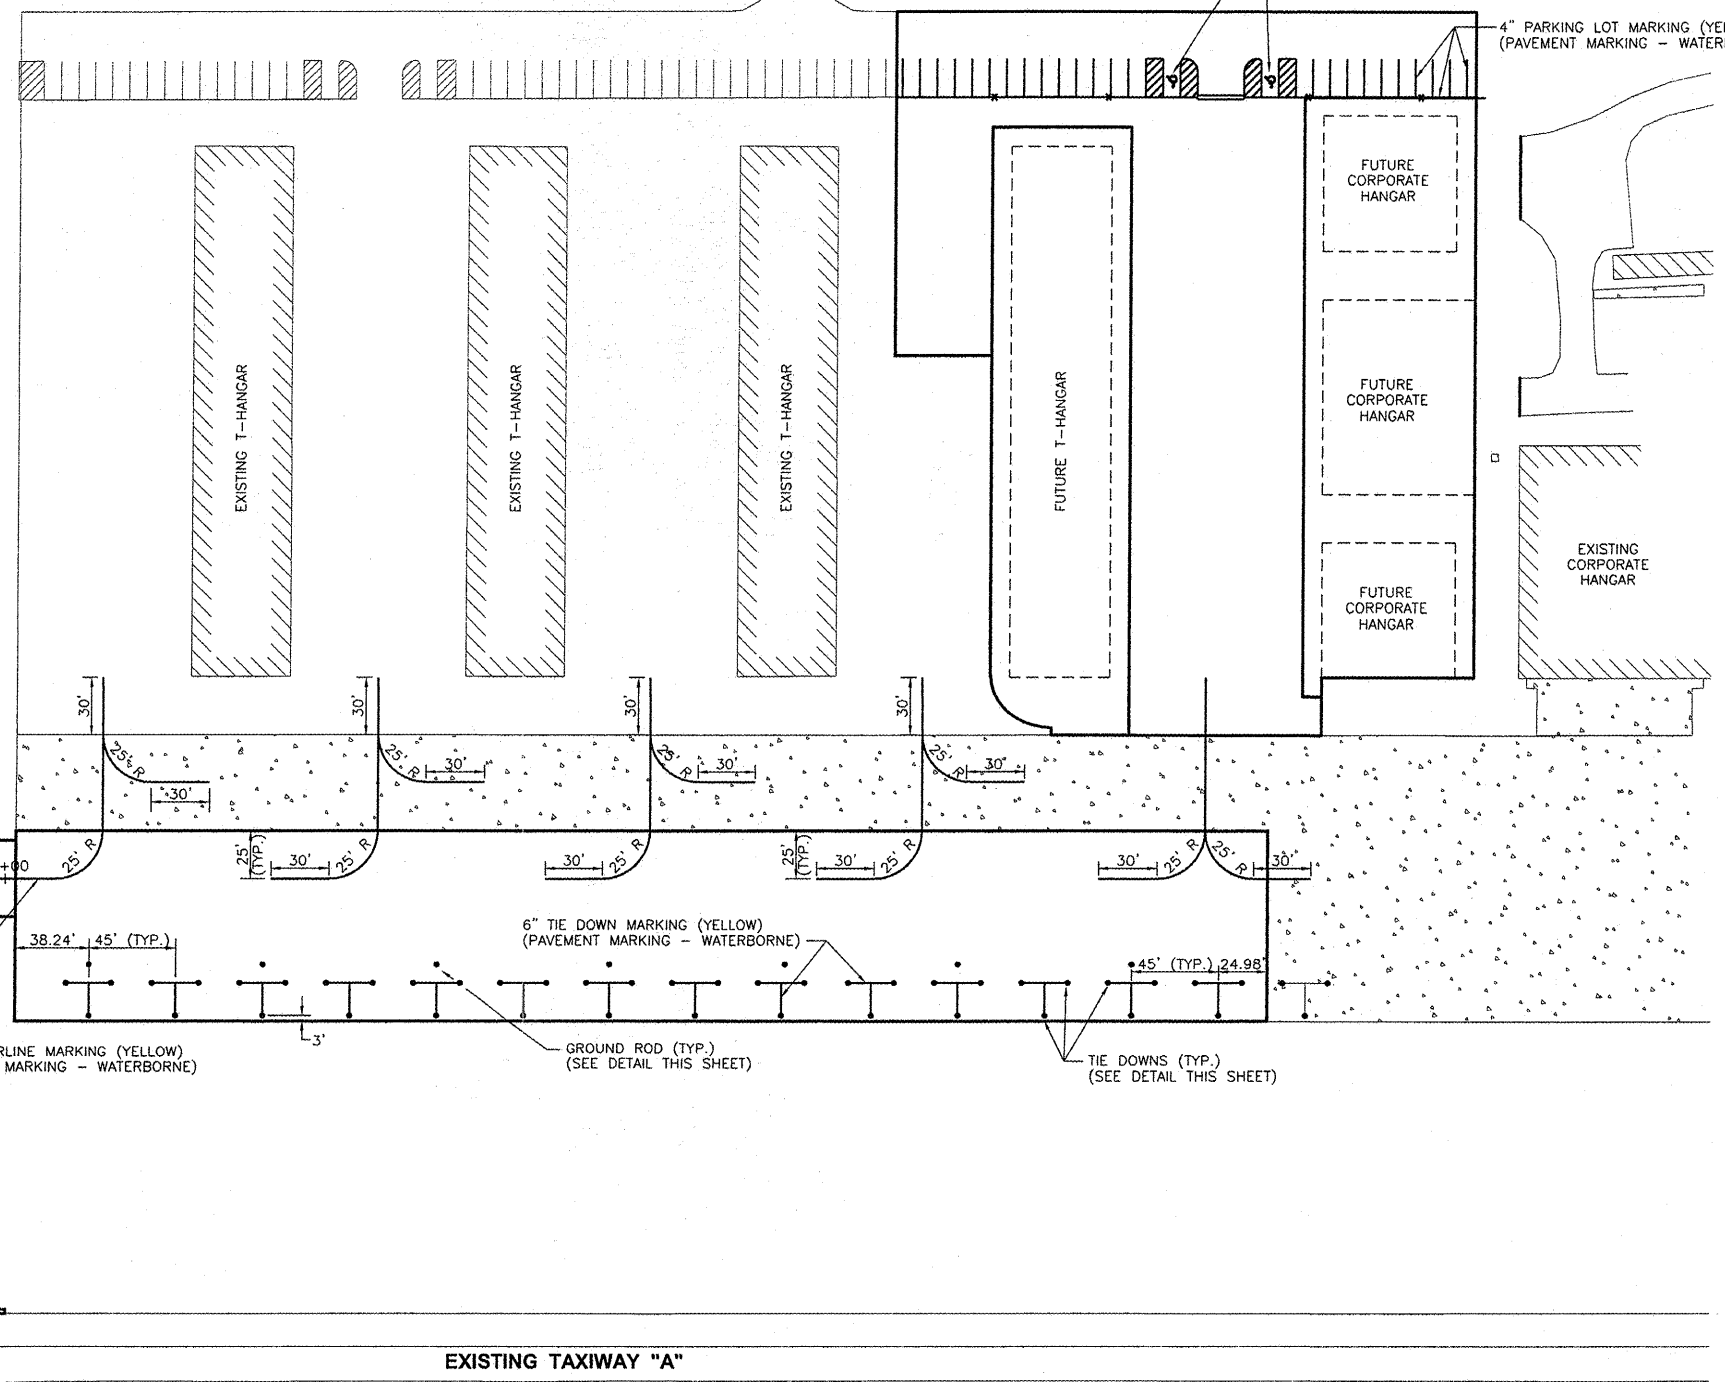 4" PARKING LOT MARKING (YE
(PAVEMENT MARKING – WATER
FUTURE
CORPORATE
HANGAR
EXISTING T–HANGAR
EXISTING T–HANGAR
EXISTING T–HANGAR
FUTURE T–HANGAR
FUTURE
CORPORATE
HANGAR
EXISTING
CORPORATE
HANGAR
FUTURE
CORPORATE
HANGAR
30'
30'
30'
30'
25' R
25' R
25' R
25' R
30'
30'
30'
30'
25' R
25' (TYP.)
30'
25' R
30'
25' R
25' (TYP.)
30'
25' R
30'
25' R
25' R
30'
+00
38.24'
45' (TYP.)
6" TIE DOWN MARKING (YELLOW)
(PAVEMENT MARKING – WATERBORNE)
45' (TYP.)
24.98'
3'
RLINE MARKING (YELLOW)
MARKING – WATERBORNE)
GROUND ROD (TYP.)
(SEE DETAIL THIS SHEET)
TIE DOWNS (TYP.)
(SEE DETAIL THIS SHEET)
EXISTING TAXIWAY "A"